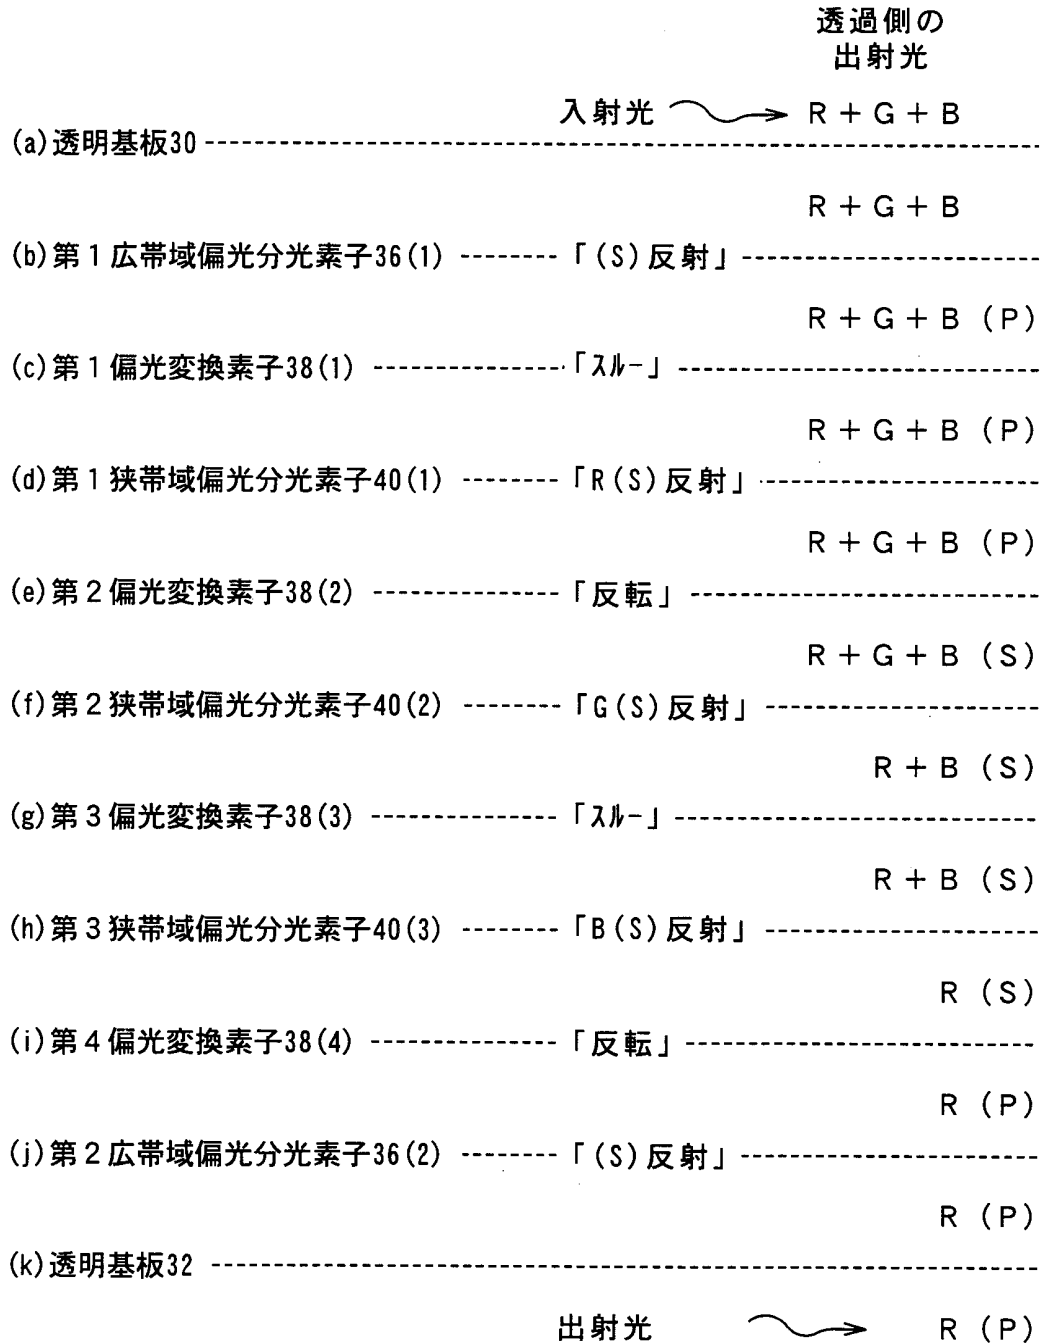 透過側の
出射光
入射光 R+G+B
(a)透明基板30
R+G+B
(b)第1広帯域偏光分光素子36(1) 「(S)反射」
R+G+B (P)
(c)第1偏光変換素子38(1) 「スルー」
R+G+B (P)
(d)第1狭帯域偏光分光素子40(1) 「R(S)反射」
R+G+B (P)
(e)第2偏光変換素子38(2) 「反転」
R+G+B (S)
(f)第2狭帯域偏光分光素子40(2) 「G(S)反射」
R+B (S)
(g)第3偏光変換素子38(3) 「スルー」
R+B (S)
(h)第3狭帯域偏光分光素子40(3) 「B(S)反射」
R (S)
(i)第4偏光変換素子38(4) 「反転」
R (P)
(j)第2広帯域偏光分光素子36(2) 「(S)反射」
R (P)
(k)透明基板32
出射光 R (P)